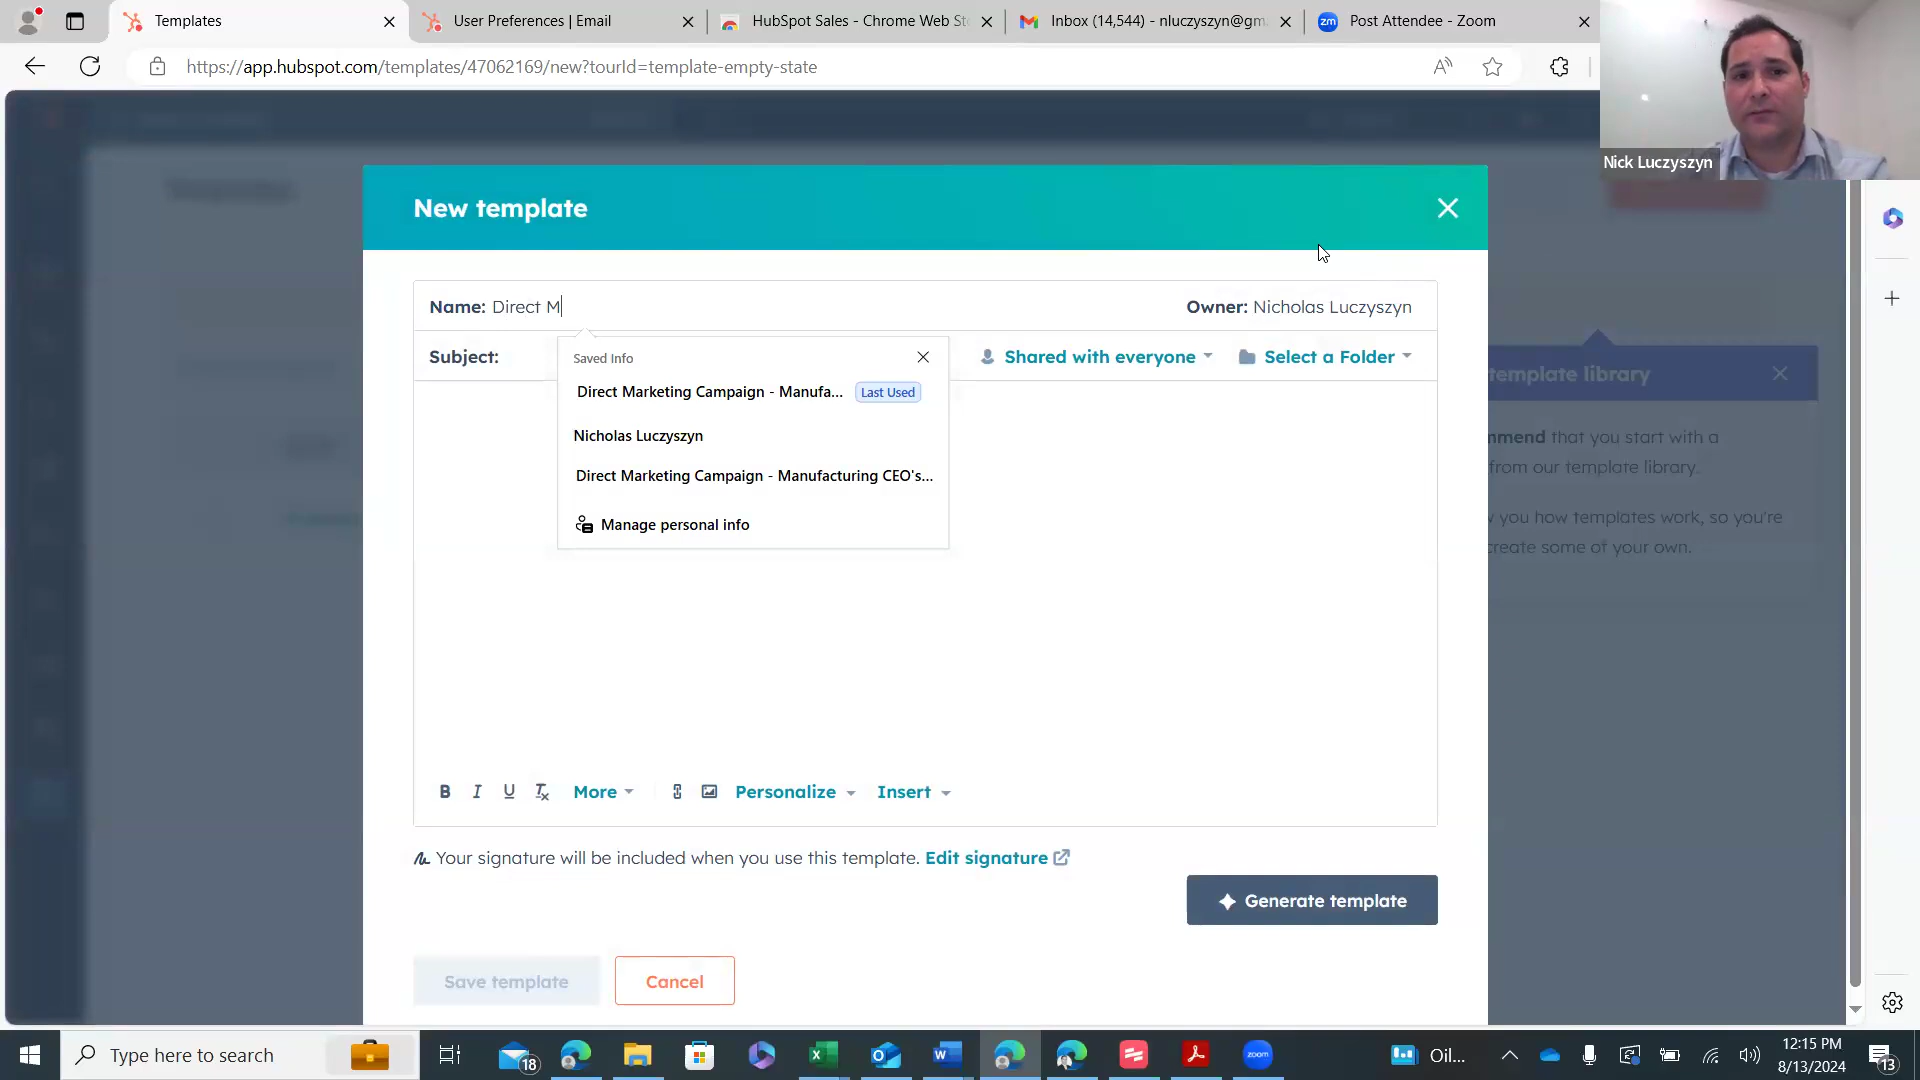 Templates
User Preferences | Email
HubSpot Sales - Chrome Web St
Inbox (14,544) - nluczyszyn@gm
zm Post Attendee - Zoom
https://app.hubspot.com/templates/47062169/new?tourId=template-empty-state
Nick Luczyszyn
New template
Name: Direct M
Owner: Nicholas Luczyszyn
Subject:
Shared with everyone
Select a Folder
Saved Info
Direct Marketing Campaign - Manufa... Last Used
Nicholas Luczyszyn
Direct Marketing Campaign - Manufacturing CEO's...
Manage personal info
template library
mmend that you start with a
from our template library.
you how templates work, so you're
create some of your own.
B I U Tx More Personalize Insert
Your signature will be included when you use this template. Edit signature
Generate template
Save template
Cancel
Type here to search
18
zoom
Oil...
12:15 PM
8/13/2024
13